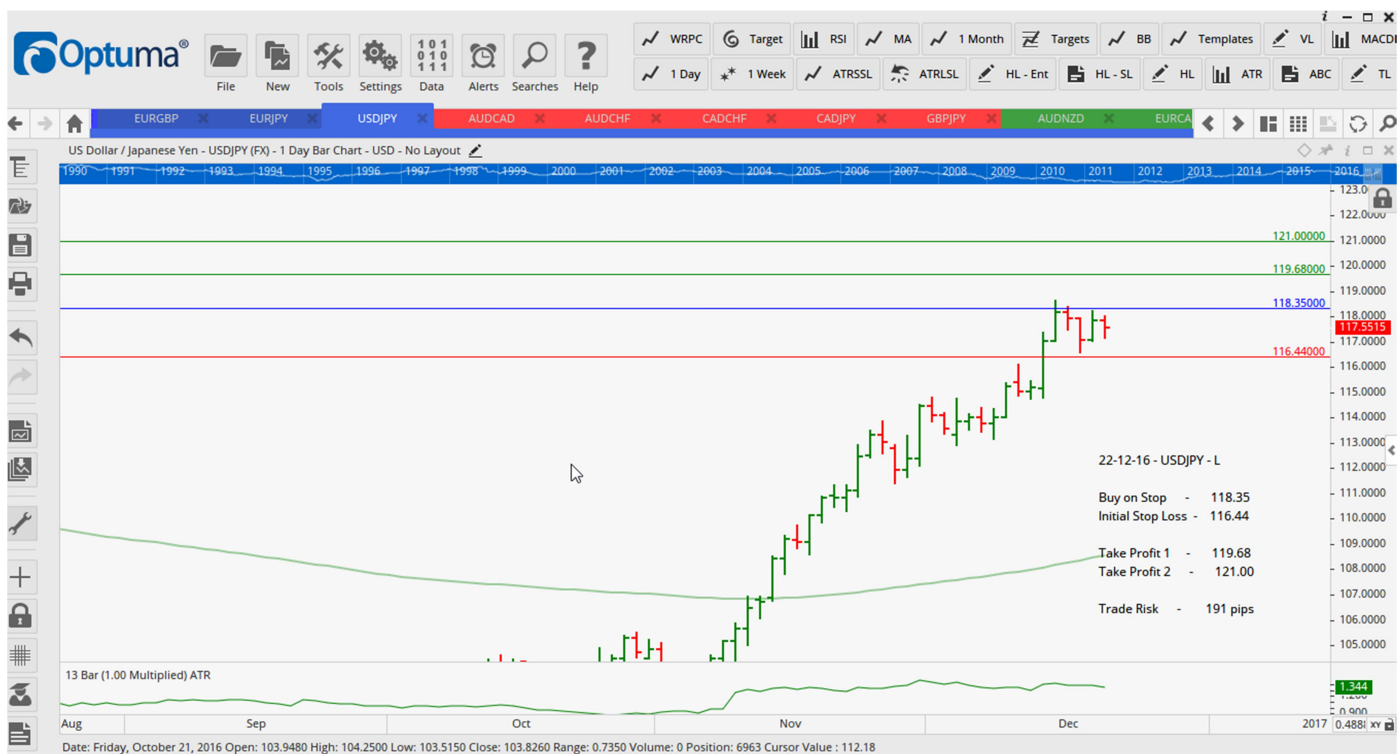 Optuma®
File New Tools Settings Data Alerts Searches Help
WRPC Target RSI MA 1 Month Targets BB Templates VL MACDI
1 Day 1 Week ATRSSL ATRLSL HL - Ent HL - SL HL ATR ABC TL
EURGBP EURJPY USDJPY AUDCAD AUDCHF CADCHF CADJPY GBPJPY AUDNZD EURCA
US Dollar / Japanese Yen - USDJPY (FX) - 1 Day Bar Chart - USD - No Layout
1990 1991 1992 1993 1994 1995 1996 1997 1998 1999 2000 2001 2002 2003 2004 2005 2006 2007 2008 2009 2010 2011 2012 2013 2014 2015 2016
123.0
122.0000
121.00000
121.0000
120.0000
119.68000
119.0000
118.35000
118.0000
117.5515
117.0000
116.44000
116.0000
115.0000
114.0000
113.0000
112.0000
111.0000
110.0000
109.0000
108.0000
107.0000
106.0000
105.0000
22-12-16 - USDJPY - L
Buy on Stop - 118.35
Initial Stop Loss - 116.44
Take Profit 1 - 119.68
Take Profit 2 - 121.00
Trade Risk - 191 pips
13 Bar (1.00 Multiplied) ATR
1.344
0.900
Aug Sep Oct Nov Dec 2017 0.488 XY
Date: Friday, October 21, 2016 Open: 103.9480 High: 104.2500 Low: 103.5150 Close: 103.8260 Range: 0.7350 Volume: 0 Position: 6963 Cursor Value : 112.18